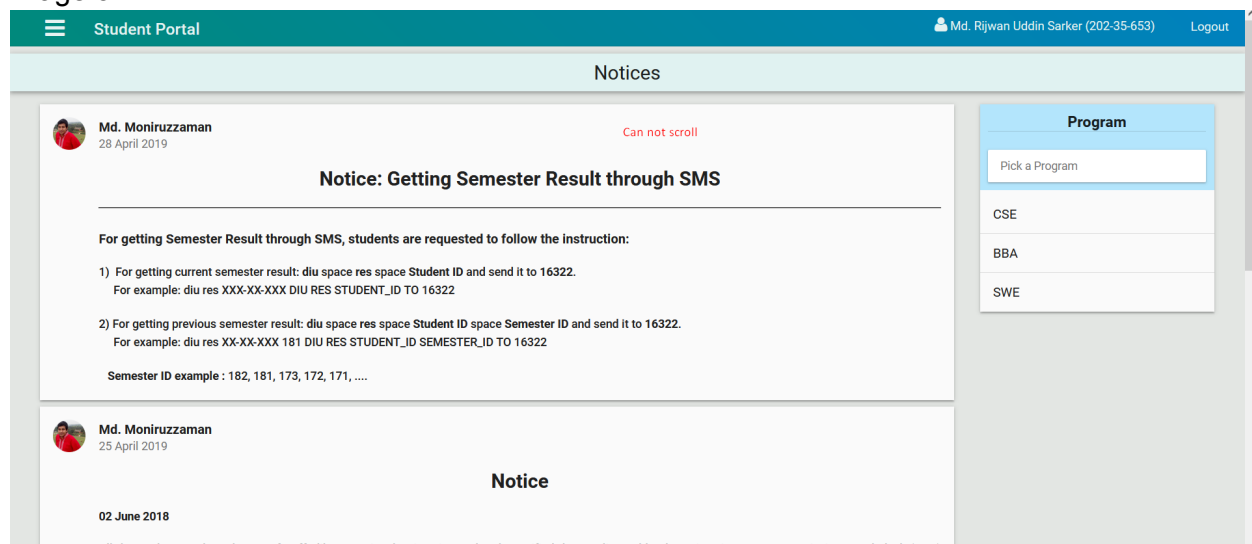 Student Portal
Md. Rijwan Uddin Sarker (202-35-653)
Logout
Notices
Md. Moniruzzaman
28 April 2019
Can not scroll
Notice: Getting Semester Result through SMS
For getting Semester Result through SMS, students are requested to follow the instruction:
1) For getting current semester result: diu space res space Student ID and send it to 16322.
For example: diu res XXX-XX-XXX DIU RES STUDENT_ID TO 16322
2) For getting previous semester result: diu space res space Student ID space Semester ID and send it to 16322.
For example: diu res XX-XX-XXX 181 DIU RES STUDENT_ID SEMESTER_ID TO 16322
Semester ID example : 182, 181, 173, 172, 171, ....
Program
Pick a Program
CSE
BBA
SWE
Md. Moniruzzaman
25 April 2019
Notice
02 June 2018